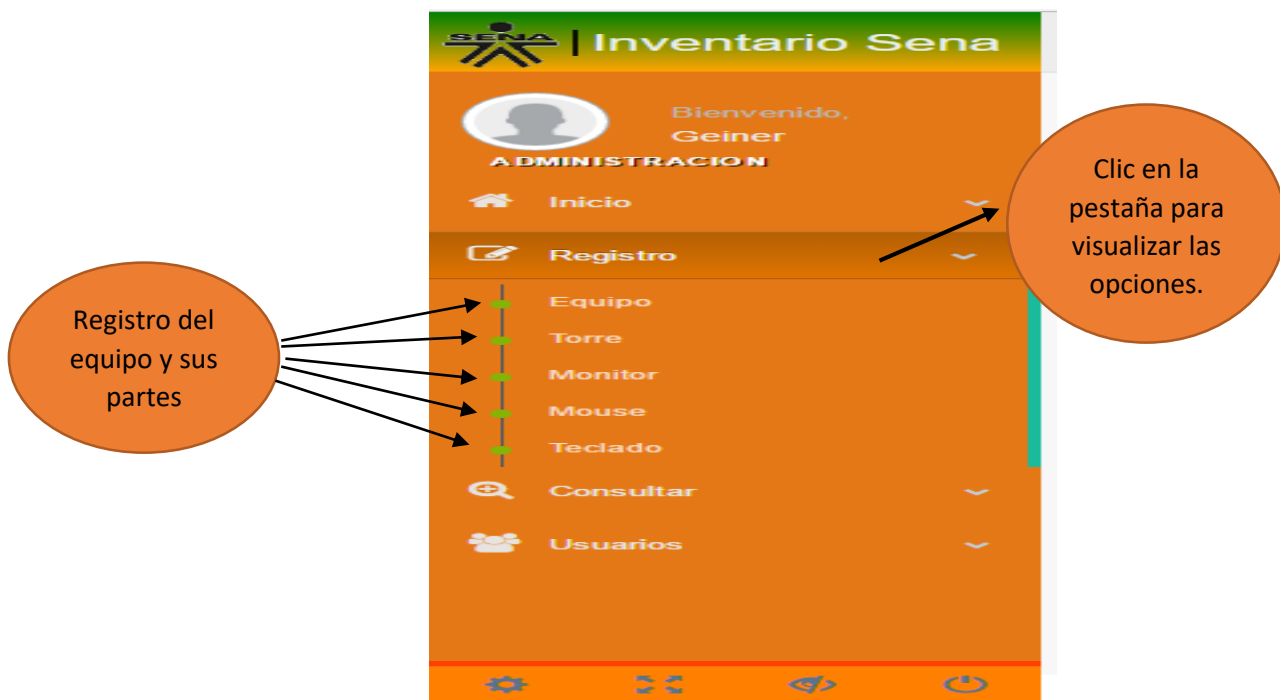 SENA | Inventario Sena
Bienvenido,
Geiner
ADMINISTRACION
Inicio
Registro
Equipo
Torre
Monitor
Mouse
Teclado
Consultar
Usuarios
Clic en la
pestaña para
visualizar las
opciones.
Registro del
equipo y sus
partes